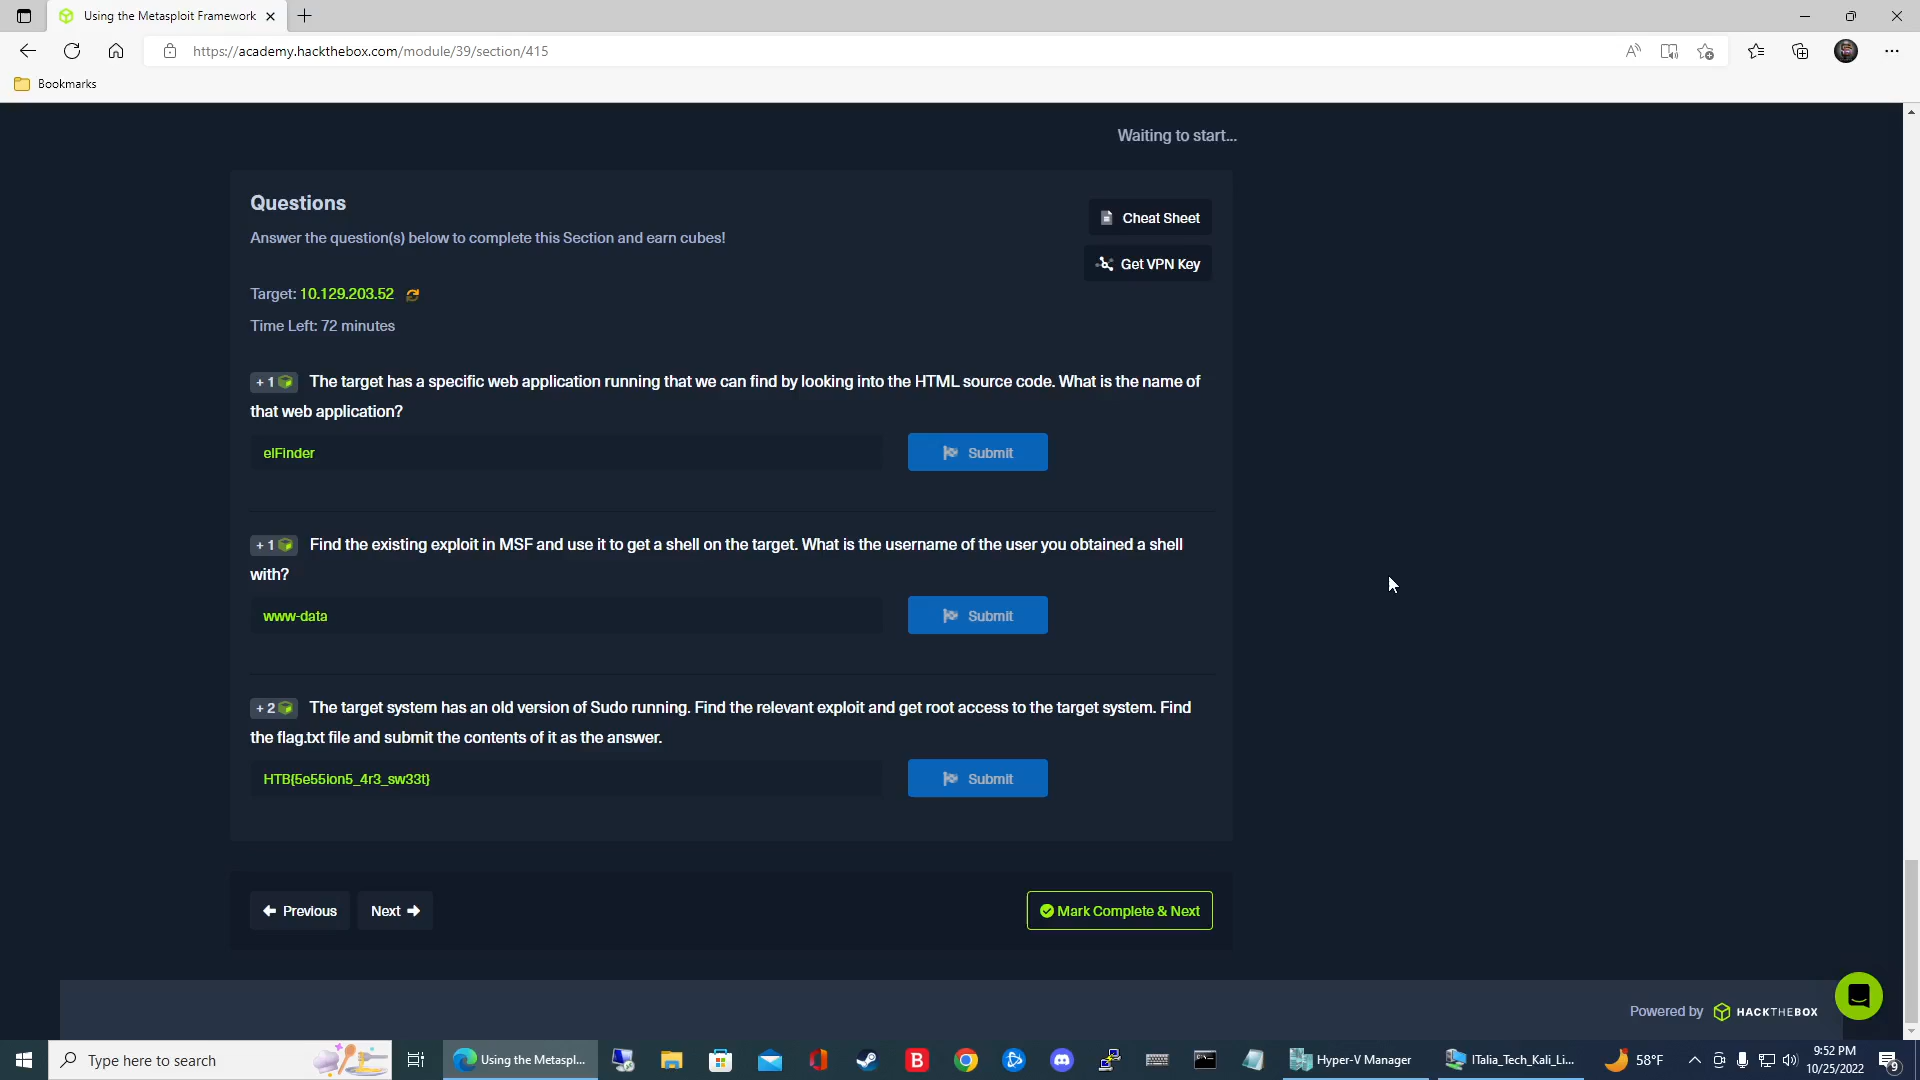 Using the Metasploit Framework
https://academy.hackthebox.com/module/39/section/415
Bookmarks
Waiting to start...
Questions
Cheat Sheet
Answer the question(s) below to complete this Section and earn cubes!
Get VPN Key
Target: 10.129.203.52
Time Left: 72 minutes
+ 1 The target has a specific web application running that we can find by looking into the HTML source code. What is the name of
that web application?
elFinder
Submit
+ 1 Find the existing exploit in MSF and use it to get a shell on the target. What is the username of the user you obtained a shell
with?
www-data
Submit
+ 2 The target system has an old version of Sudo running. Find the relevant exploit and get root access to the target system. Find
the flag.txt file and submit the contents of it as the answer.
HTB{5e55ion5_4r3_sw33t}
Submit
Previous
Next
Mark Complete & Next
Powered by HACKTHEBOX
Type here to search
Using the Metaspl...
Hyper-V Manager
ITalia_Tech_Kali_Li...
58°F
9:52 PM
10/25/2022
9